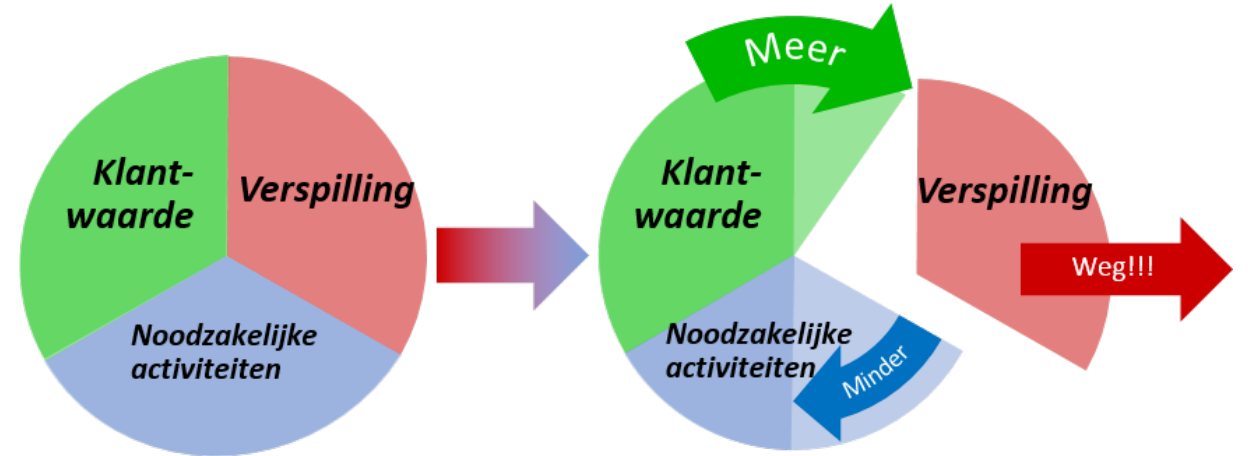 Klant-
waarde
Verspilling
Noodzakelijke
activiteiten
Meer
Klant-
waarde
Verspilling
Weg!!!
Noodzakelijke
activiteiten
Minder